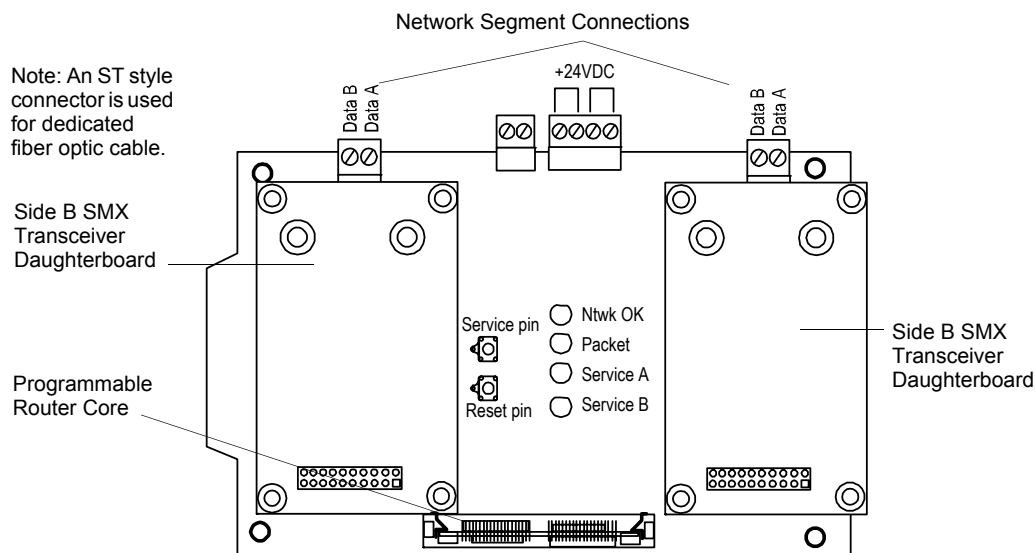 Network Segment Connections
Note: An ST style
connector is used
for dedicated
fiber optic cable.
Data B
Data A
+24VDC
Data B
Data A
Side B SMX
Transceiver
Daughterboard
Service pin
Reset pin
Ntwk OK
Packet
Service A
Service B
Side B SMX
Transceiver
Daughterboard
Programmable
Router Core